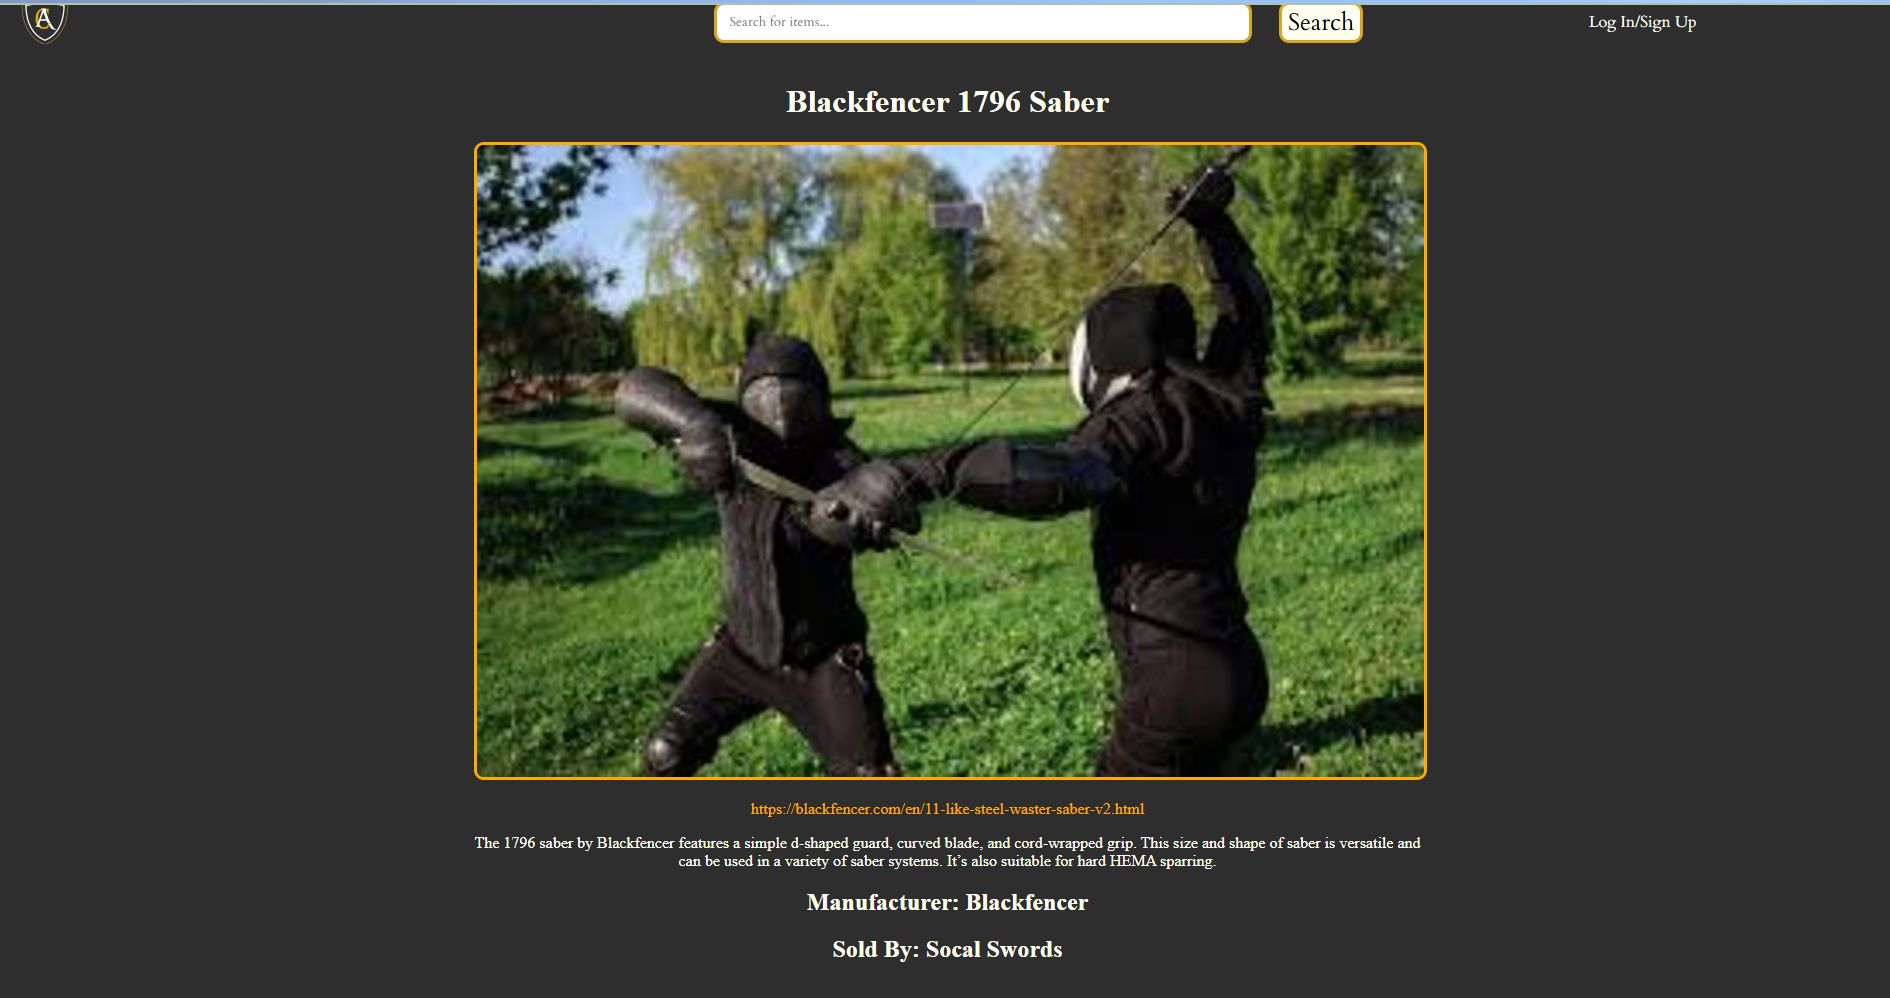 Search for items...
Search
Log In/Sign Up
Blackfencer 1796 Saber
https://blackfencer.com/en/11-like-steel-waster-saber-v2.html
The 1796 saber by Blackfencer features a simple d-shaped guard, curved blade, and cord-wrapped grip. This size and shape of saber is versatile and
can be used in a variety of saber systems. It’s also suitable for hard HEMA sparring.
Manufacturer: Blackfencer
Sold By: Socal Swords